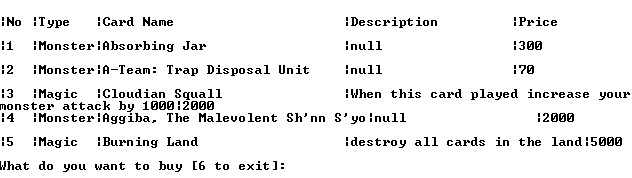 ¦No ¦Type ¦Card Name ¦Description ¦Price
¦1 ¦Monster¦Absorbing Jar ¦null ¦300
¦2 ¦Monster¦A-Team: Trap Disposal Unit ¦null ¦70
¦3 ¦Magic ¦Cloudian Squall ¦When this card played increase your
monster attack by 1000¦2000
¦4 ¦Monster¦Aggiba, The Malevolent Sh'nn S'yo¦null ¦2000
¦5 ¦Magic ¦Burning Land ¦destroy all cards in the land¦5000
What do you want to buy [6 to exit]: